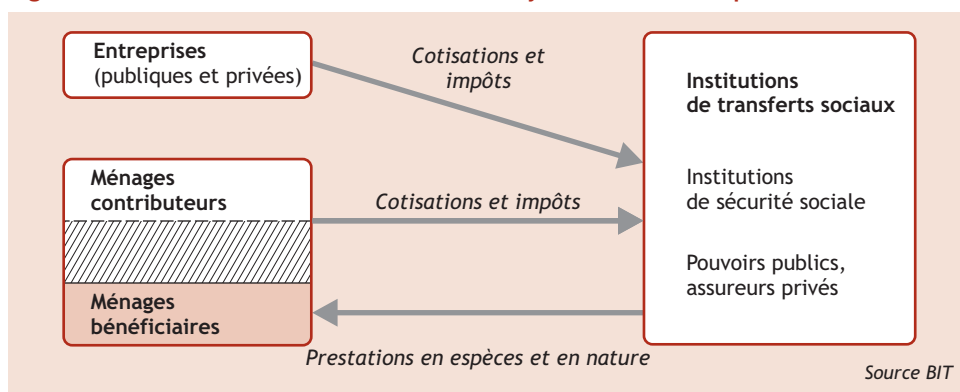 Entreprises
(publiques et privées)
Cotisations et
impôts
Institutions
de transferts sociaux
Ménages
contributeurs
Cotisations et impôts
Institutions
de sécurité sociale
Pouvoirs publics,
assureurs privés
Ménages
bénéficiaires
Prestations en espèces et en nature
Source BIT